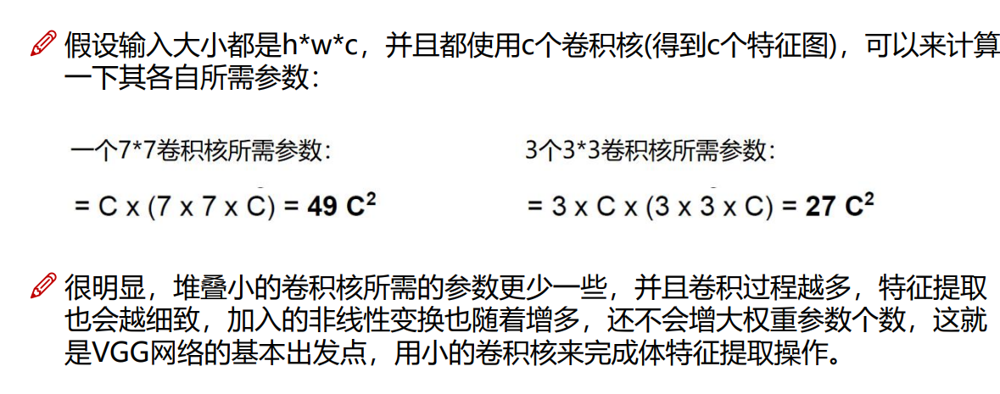 假设输入大小都是h*w*c，并且都使用c个卷积核(得到c个特征图)，可以来计算
一下其各自所需参数：
一个7*7卷积核所需参数：
3个3*3卷积核所需参数：
= C x (7 x 7 x C) = 49 C²
= 3 x C x (3 x 3 x C) = 27 C²
很明显，堆叠小的卷积核所需的参数更少一些，并且卷积过程越多，特征提取
也会越细致，加入的非线性变换也随着增多，还不会增大权重参数个数，这就
是VGG网络的基本出发点，用小的卷积核来完成体特征提取操作。